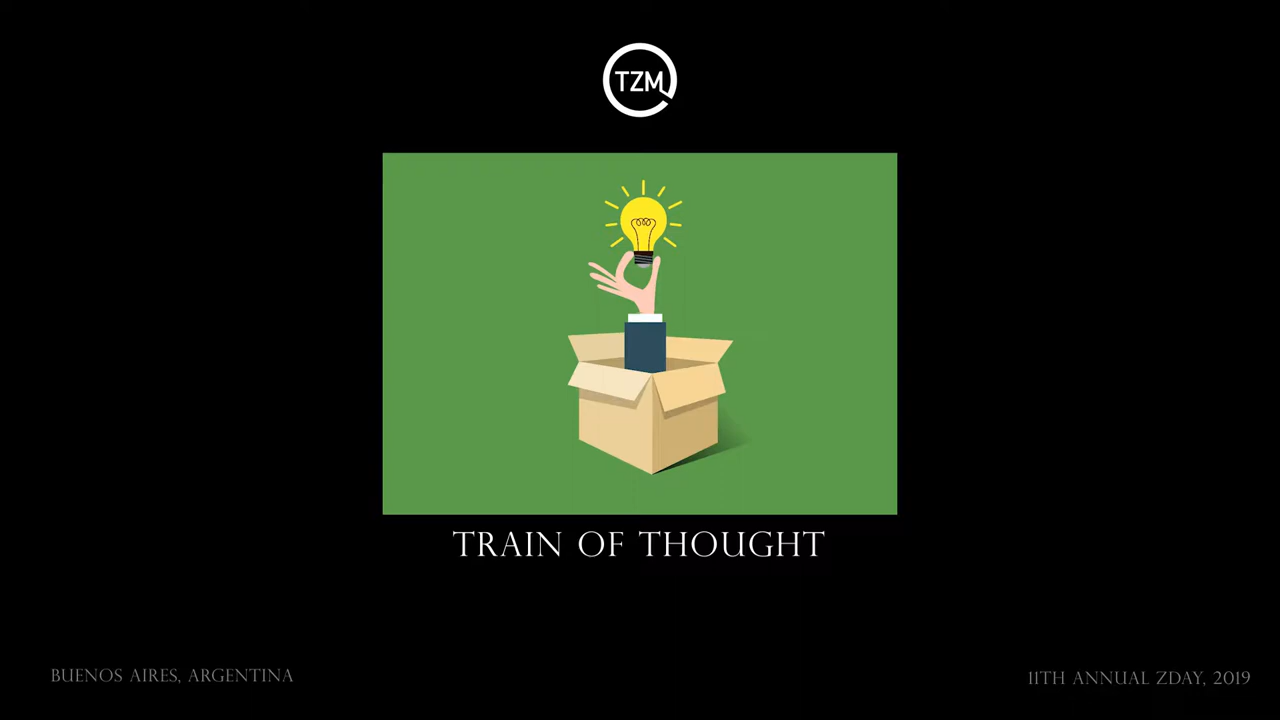 TZM
TRAIN OF THOUGHT
BUENOS AIRES, ARGENTINA
11TH ANNUAL ZDAY, 2019